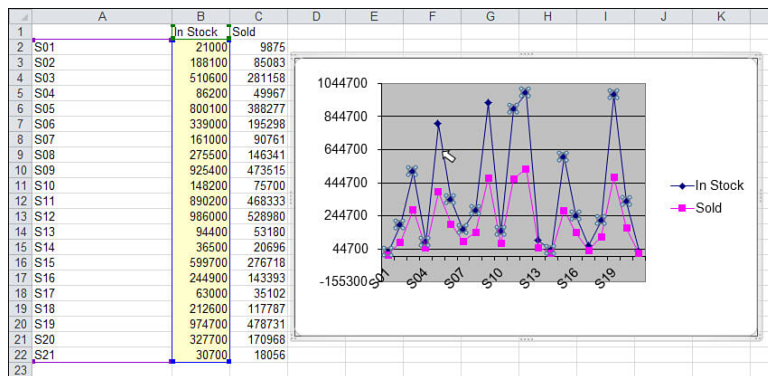 A B C D E F G H I J K
1 In Stock Sold
2 S01 21000 9875
3 S02 188100 85083
4 S03 510600 281158
5 S04 86200 49967
6 S05 800100 388277
7 S06 339000 195298
8 S07 161000 90761
9 S08 275500 146341
10 S09 925400 473515
11 S10 148200 75700
12 S11 890200 468333
13 S12 986000 528980
14 S13 94400 53180
15 S14 36500 20696
16 S15 599700 276718
17 S16 244900 143393
18 S17 63000 35102
19 S18 212600 117787
20 S19 974700 478731
21 S20 327700 170968
22 S21 30700 18056
23
1044700
844700
644700
444700
244700
44700
-155300
S01 S04 S07 S10 S13 S16 S19
In Stock
Sold